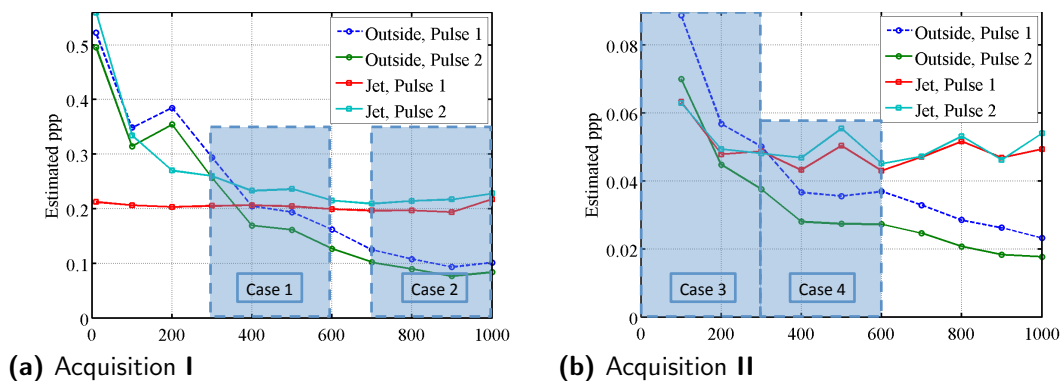 0.5
0.4
0.3
0.2
0.1
0
Estimated ppp
Outside, Pulse 1
Outside, Pulse 2
Jet, Pulse 1
Jet, Pulse 2
Case 1
Case 2
0 200 400 600 800 1000
(a) Acquisition I
0.08
0.06
0.04
0.02
0
Estimated ppp
Outside, Pulse 1
Outside, Pulse 2
Jet, Pulse 1
Jet, Pulse 2
Case 3
Case 4
0 200 400 600 800 1000
(b) Acquisition II